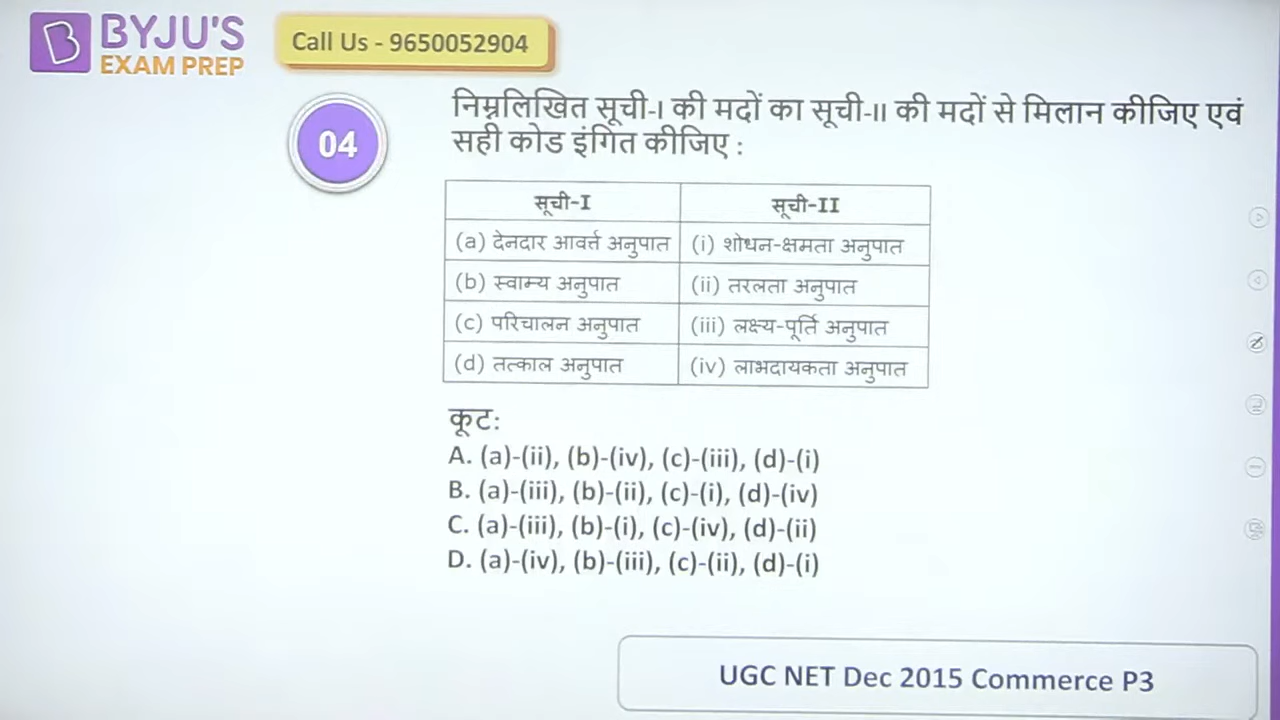 BYJU'S
EXAM PREP
Call Us - 9650052904
04
निम्नलिखित सूची-I की मदों का सूची-II की मदों से मिलान कीजिए एवं
सही कोड इंगित कीजिए :
सूची-I सूची-II
(a) देनदार आवर्त्त अनुपात (i) शोधन-क्षमता अनुपात
(b) स्वाम्य अनुपात (ii) तरलता अनुपात
(c) परिचालन अनुपात (iii) लक्ष्य-पूर्ति अनुपात
(d) तत्काल अनुपात (iv) लाभदायकता अनुपात
कूट:
A. (a)-(ii), (b)-(iv), (c)-(iii), (d)-(i)
B. (a)-(iii), (b)-(ii), (c)-(i), (d)-(iv)
C. (a)-(iii), (b)-(i), (c)-(iv), (d)-(ii)
D. (a)-(iv), (b)-(iii), (c)-(ii), (d)-(i)
UGC NET Dec 2015 Commerce P3